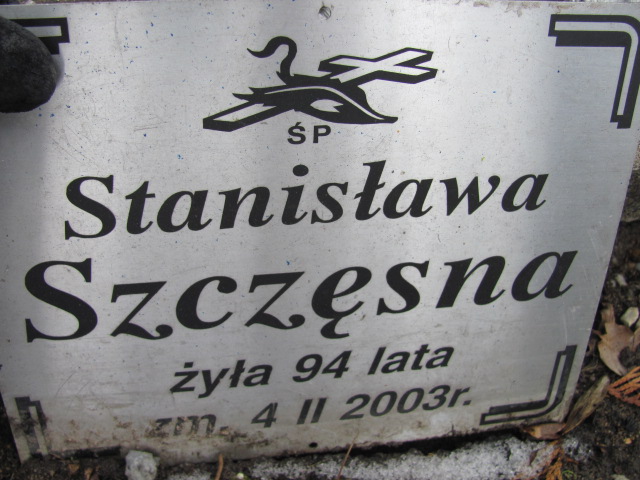 ŚP
Stanisława
Szczęsna
żyła 94 lata
zm. 4 II 2003r.